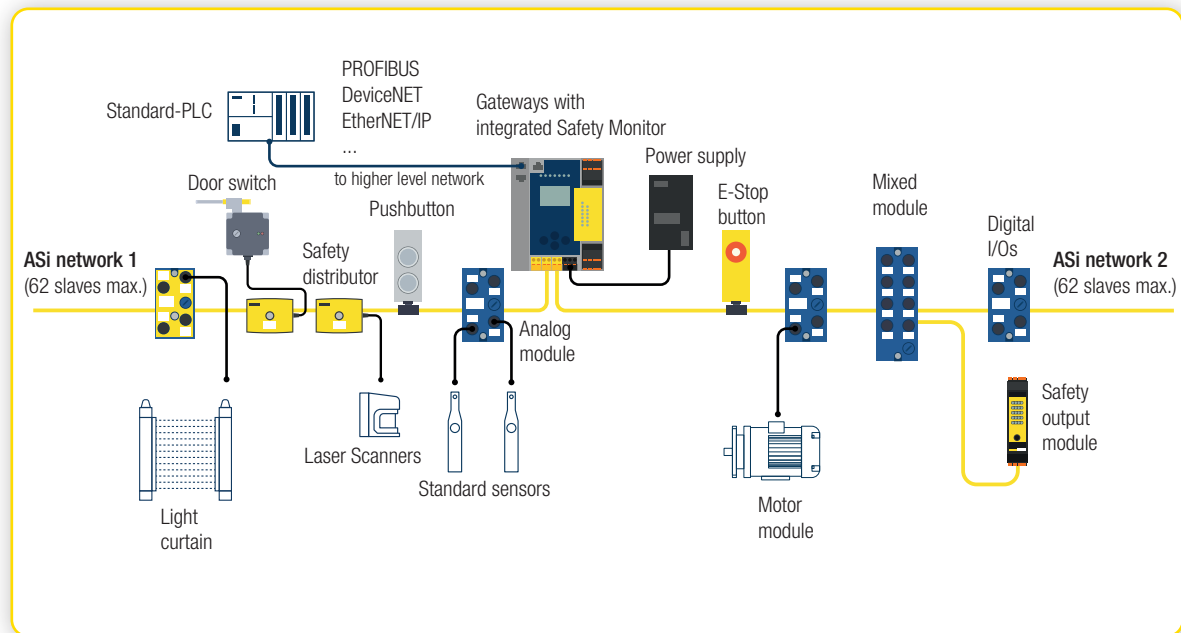 PROFIBUS
DeviceNET
EtherNET/IP
...
Standard-PLC
to higher level network
Gateways with
integrated Safety Monitor
Power supply
Door switch
Pushbutton
E-Stop
button
Mixed
module
Digital
I/Os
Safety
distributor
ASi network 1
(62 slaves max.)
ASi network 2
(62 slaves max.)
Analog
module
Laser Scanners
Standard sensors
Light
curtain
Motor
module
Safety
output
module